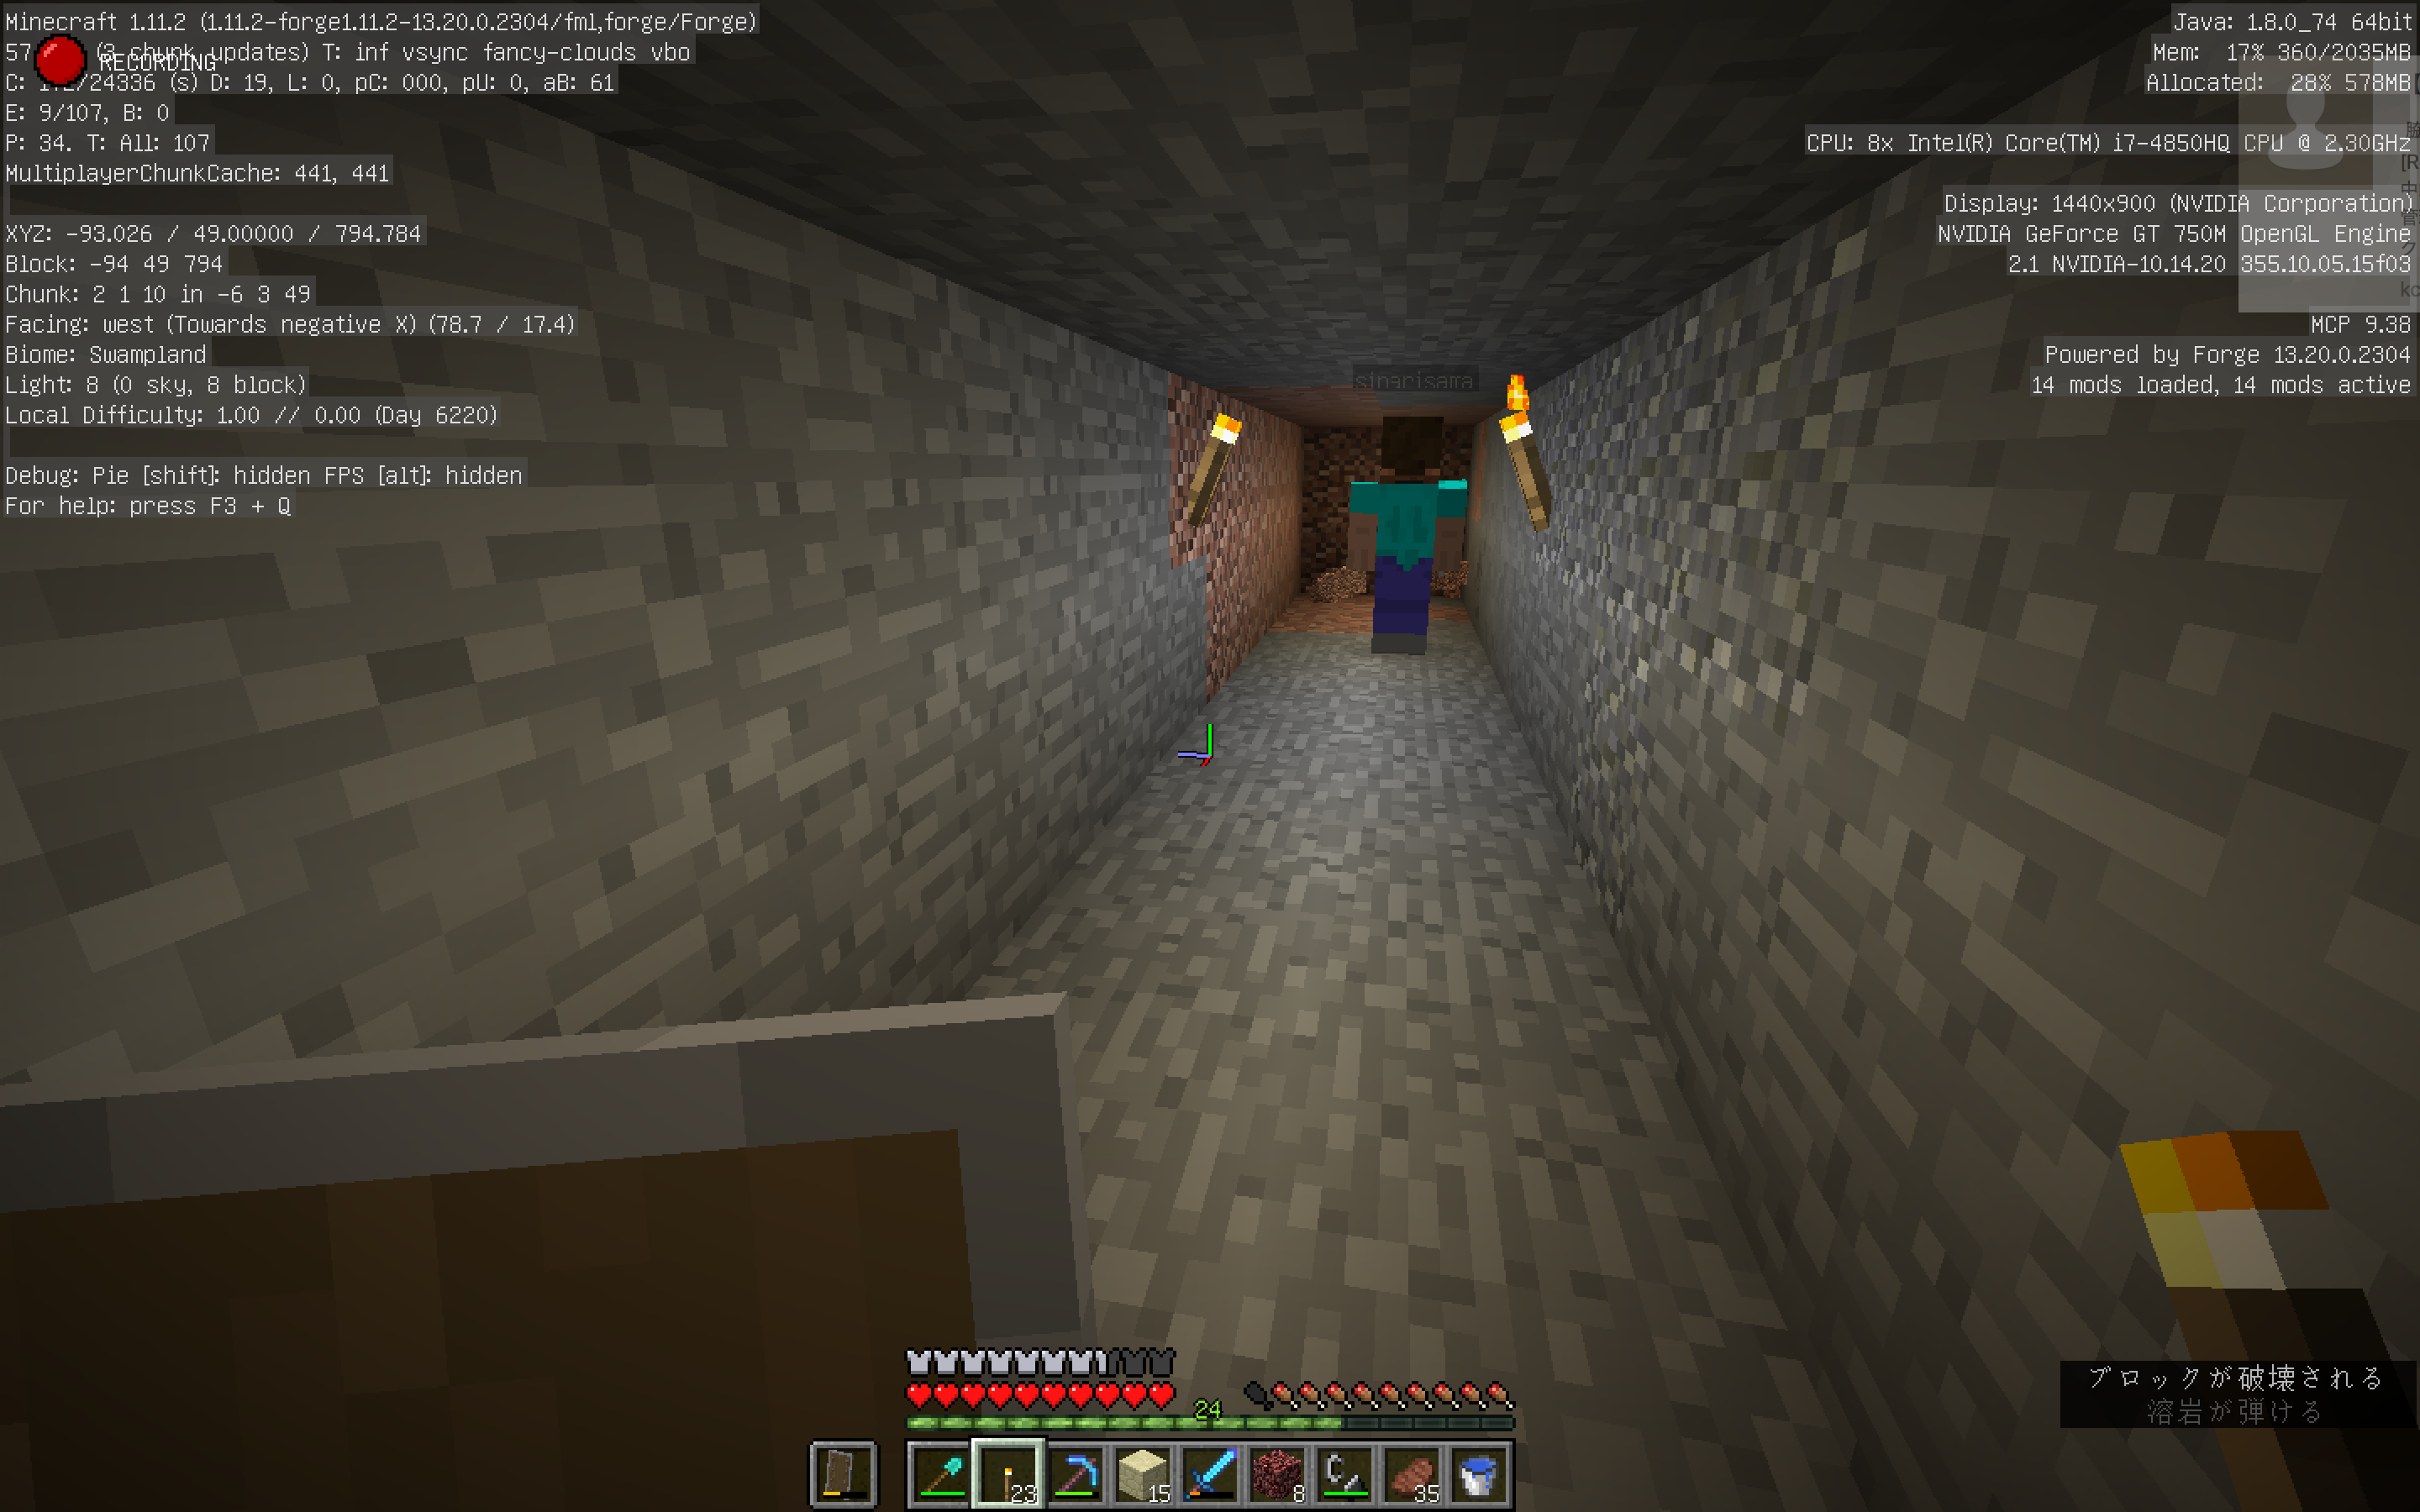 Minecraft 1.11.2 (1.11.2-forge1.11.2-13.20.0.2304/fml,forge/Forge)
57 (3 chunk updates) T: inf vsync fancy-clouds vbo
RECORDING
C: /24336 (s) D: 19, L: 0, pC: 000, pU: 0, aB: 61
E: 9/107, B: 0
P: 34. T: All: 107
MultiplayerChunkCache: 441, 441
XYZ: -93.026 / 49.00000 / 794.784
Block: -94 49 794
Chunk: 2 1 10 in -6 3 49
Facing: west (Towards negative X) (78.7 / 17.4)
Biome: Swampland
Light: 8 (0 sky, 8 block)
Local Difficulty: 1.00 // 0.00 (Day 6220)
Debug: Pie [shift]: hidden FPS [alt]: hidden
For help: press F3 + Q
Java: 1.8.0_74 64bit
Mem: 17% 360/2035MB
Allocated: 28% 578MB
CPU: 8x Intel(R) Core(TM) i7-4850HQ CPU @ 2.30GHz
Display: 1440x900 (NVIDIA Corporation)
NVIDIA GeForce GT 750M OpenGL Engine
2.1 NVIDIA-10.14.20 355.10.05.15f03
MCP 9.38
Powered by Forge 13.20.0.2304
14 mods loaded, 14 mods active
ブロックが破壊される
溶岩が弾ける
24
23
15
8
35